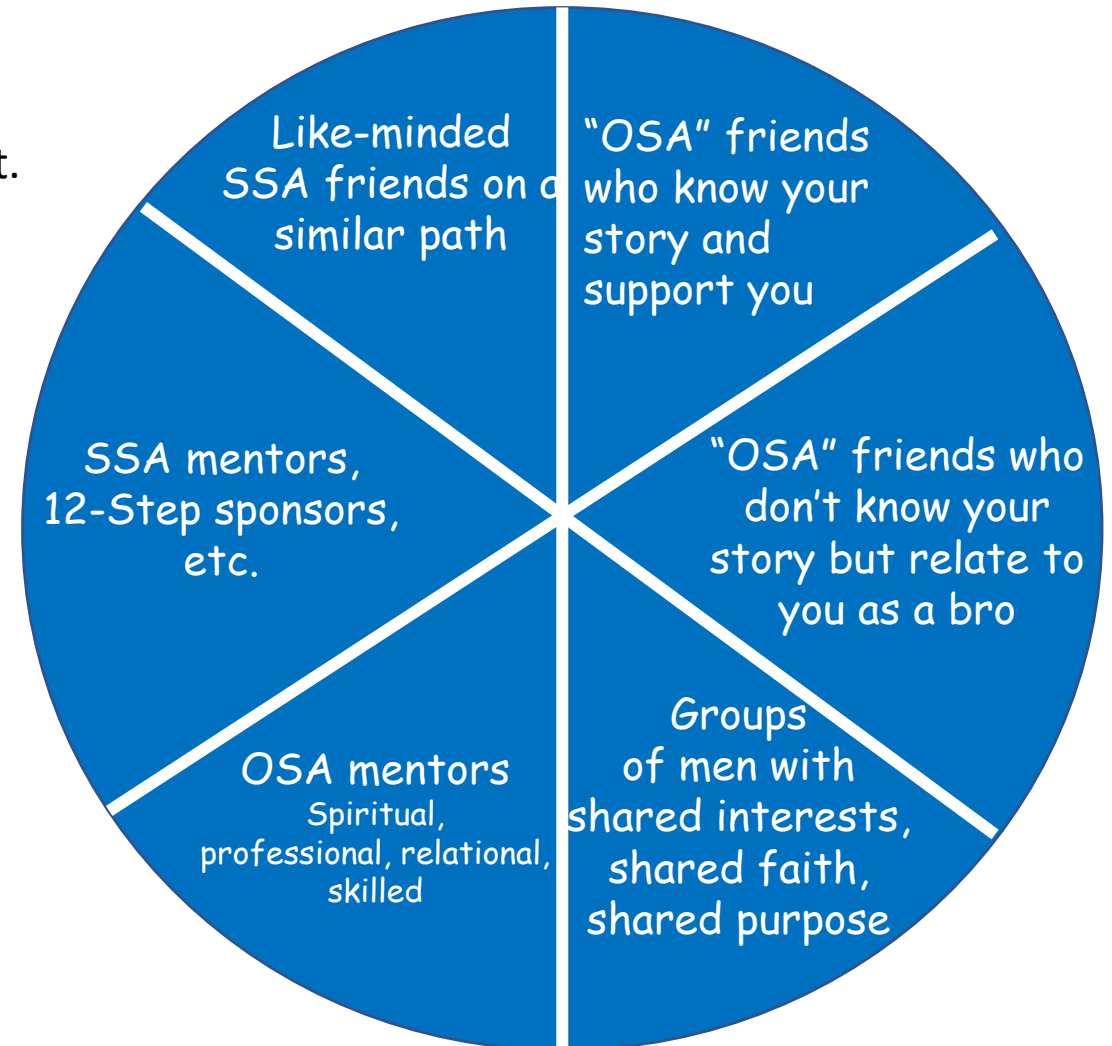 t.
Like-minded
SSA friends on a
similar path
“OSA” friends
who know your
story and
support you
“OSA” friends who
don’t know your
story but relate to
you as a bro
Groups
of men with
shared interests,
shared faith,
shared purpose
OSA mentors
Spiritual,
professional, relational,
skilled
SSA mentors,
12-Step sponsors,
etc.